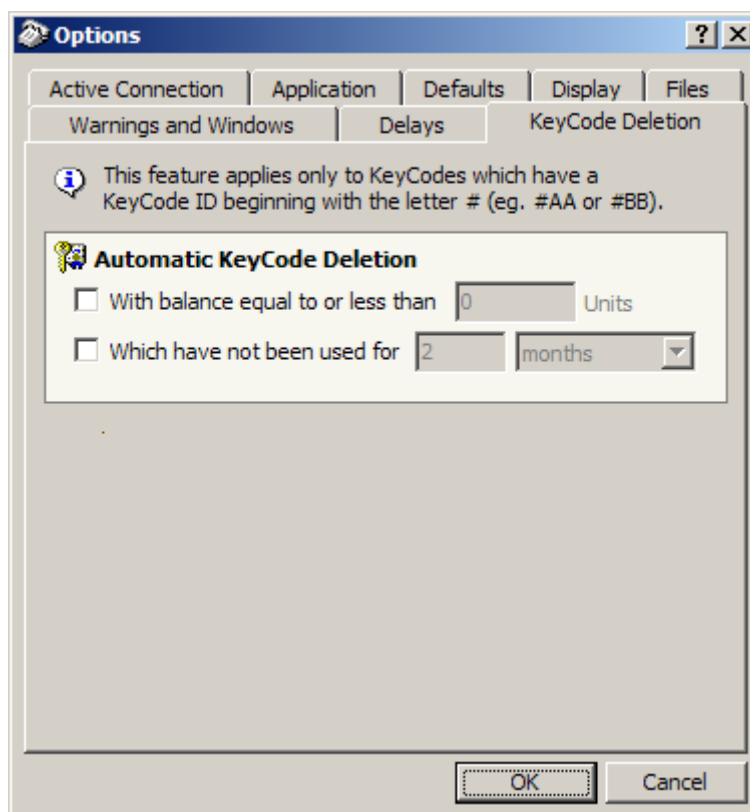 Options
Active Connection
Application
Defaults
Display
Files
Warnings and Windows
Delays
KeyCode Deletion
This feature applies only to KeyCodes which have a
KeyCode ID beginning with the letter # (eg. #AA or #BB).
Automatic KeyCode Deletion
With balance equal to or less than 0 Units
Which have not been used for 2 months
OK
Cancel